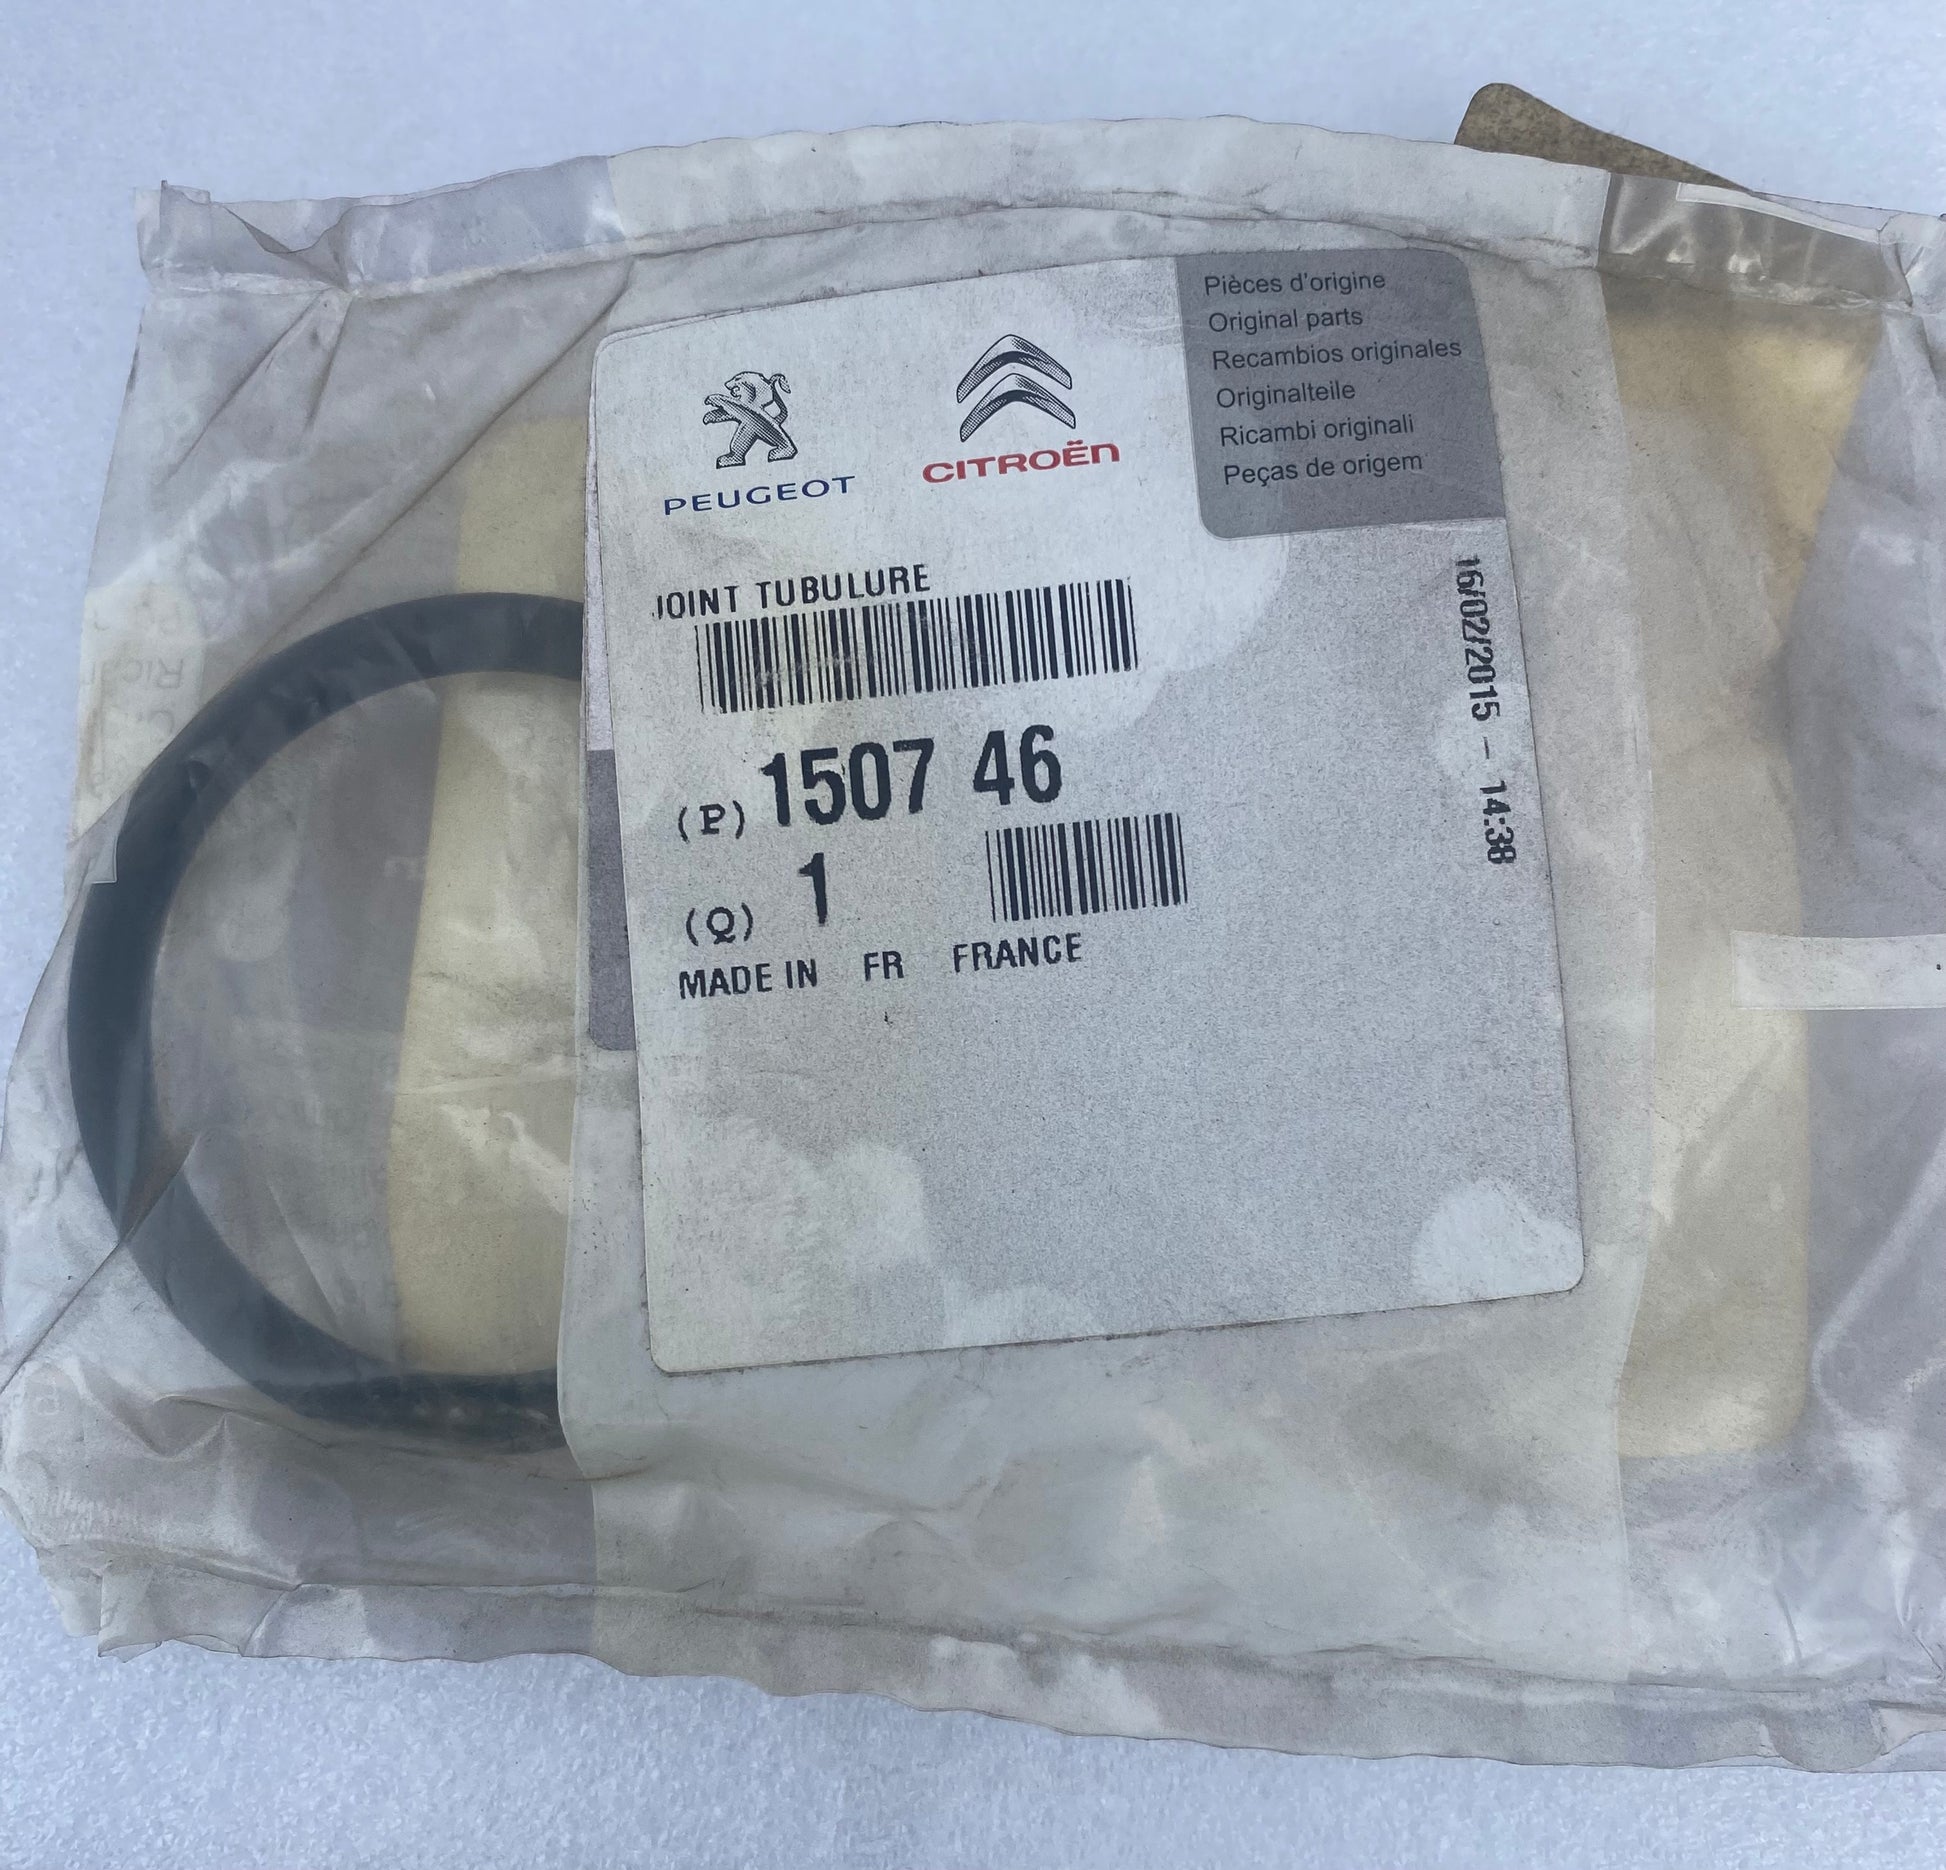 PEUGEOT
CITROËN
Pièces d'origine
Original parts
Recambios originales
Originalteile
Ricambi originali
Peças de origem
JOINT TUBULURE
(P) 1507 46
(Q) 1
MADE IN FR FRANCE
16/02/2015 - 14:38